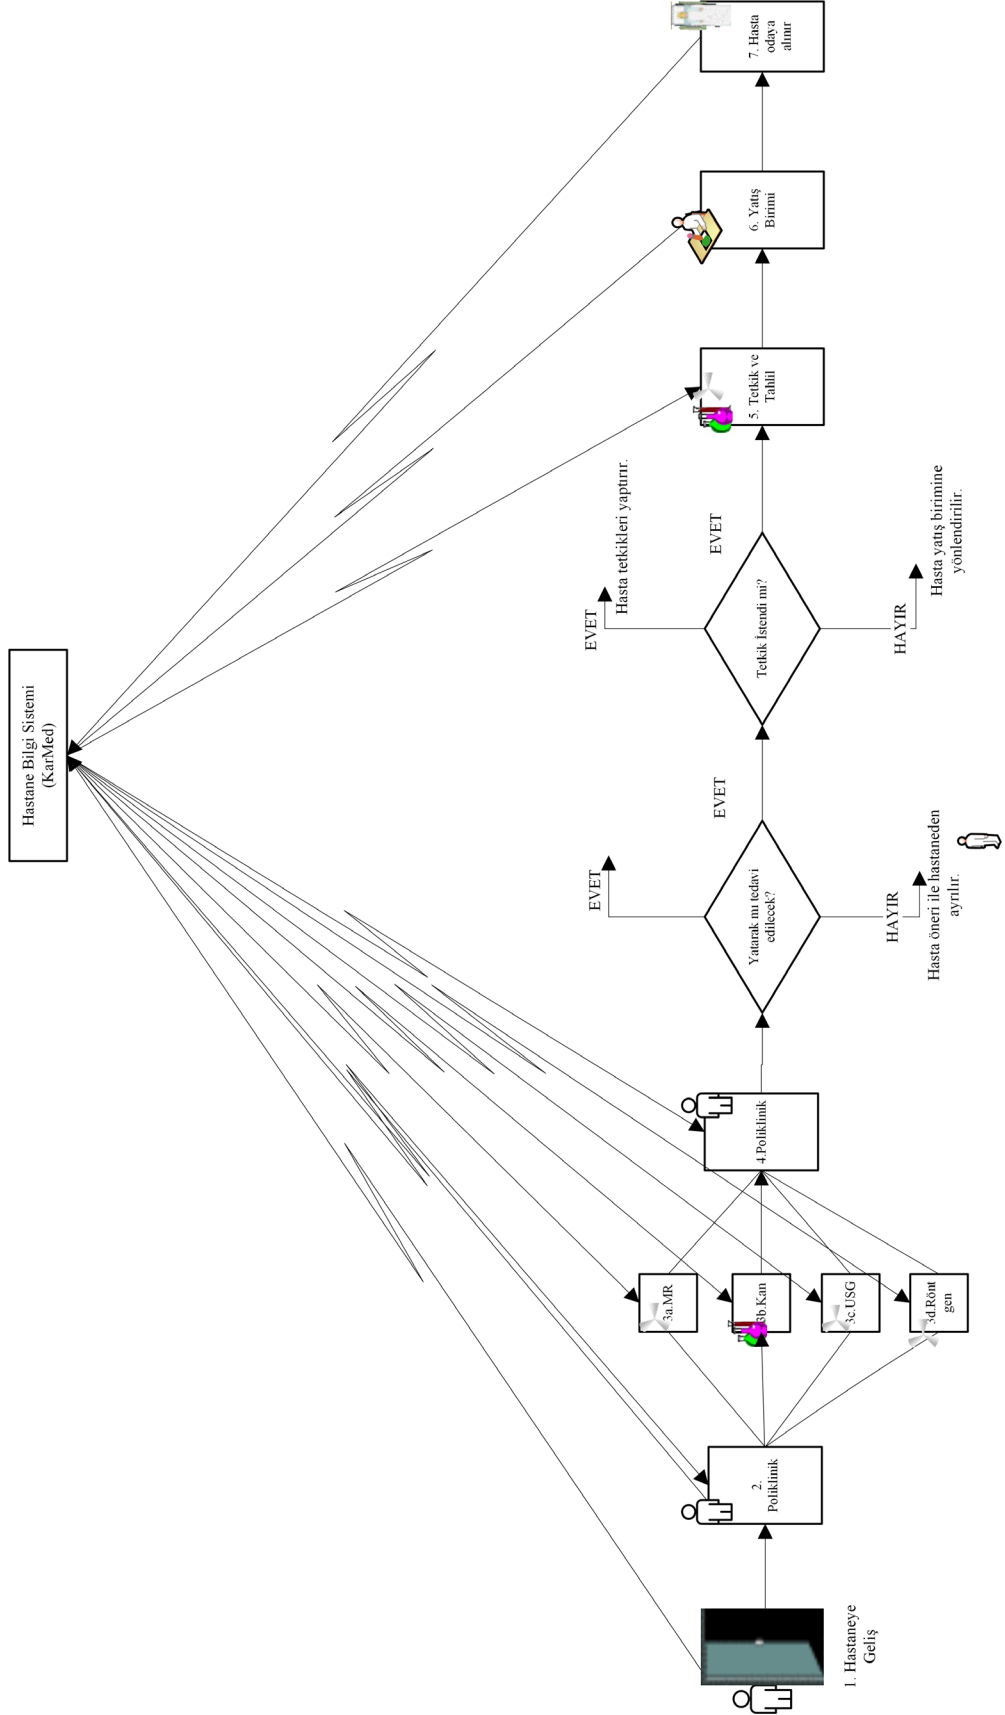 Hastane Bilgi Sistemi
(KarMed)
1. Hastaneye
Geliş
2.
Poliklinik
3a.MR
3b.Kan
3c.USG
3d.Rönt
gen
4.Poliklinik
Yatarak mı tedavi
edilecek?
EVET
EVET
HAYIR
Hasta öneri ile hastaneden
ayrılır.
Tetkik İstendi mi?
EVET
Hasta tetkikleri yaptırır.
EVET
HAYIR
Hasta yatış birimine
yönlendirilir.
5. Tetkik ve
Tahlil
6. Yatış
Birimi
7. Hasta
odaya
alınır